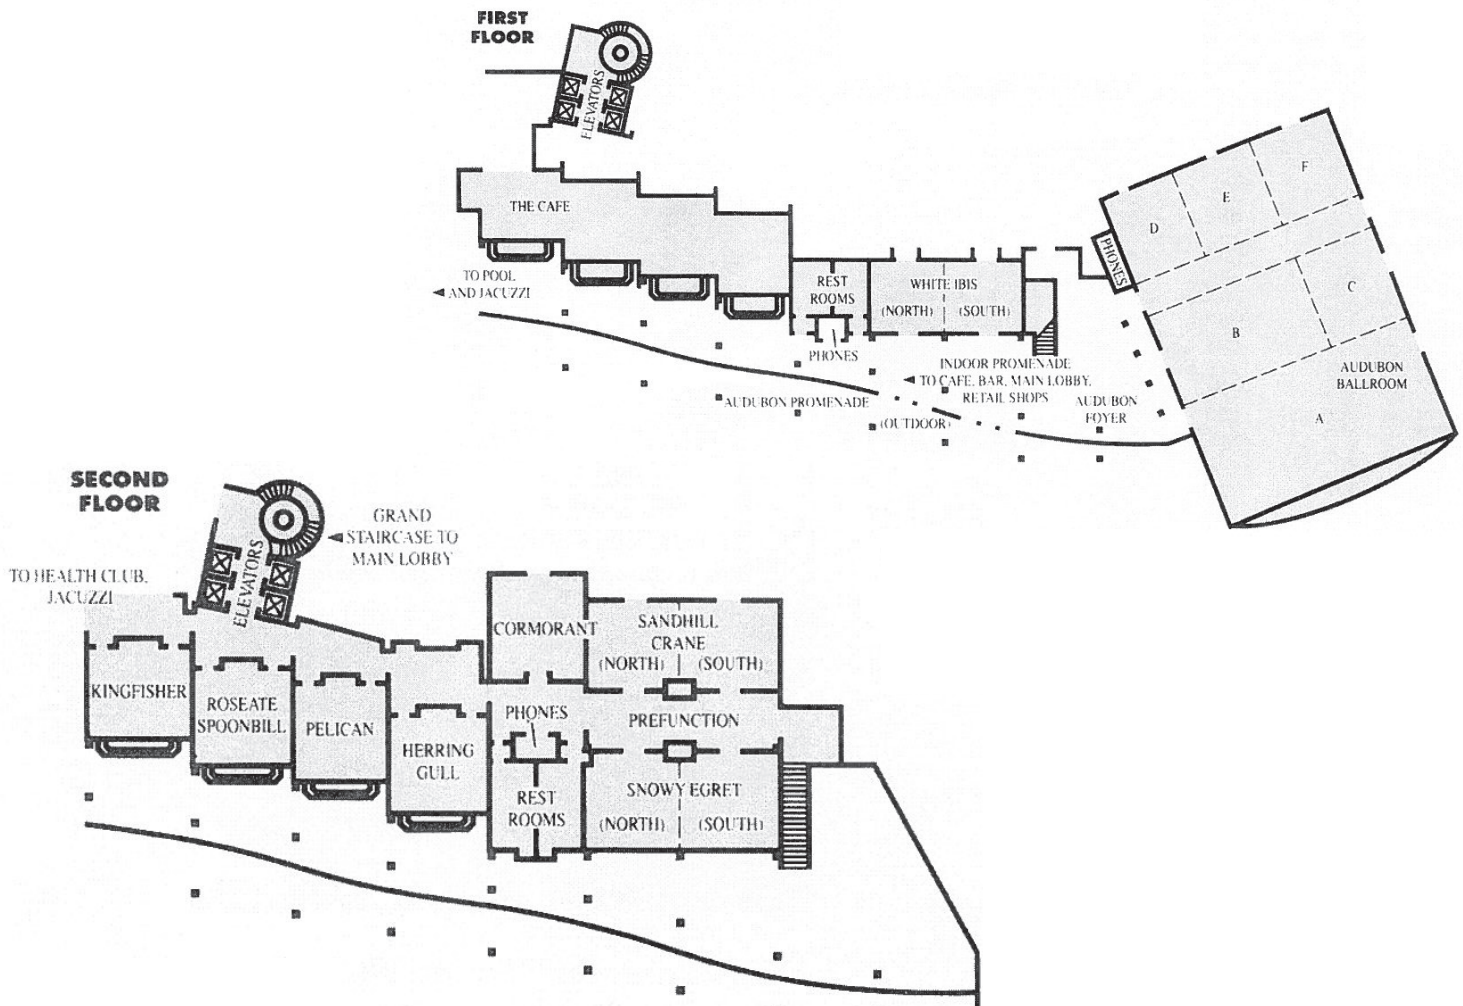 FIRST
FLOOR
ELEVATORS
THE CAFE
TO POOL
AND JACUZZI
REST
ROOMS
PHONES
WHITE IBIS
(NORTH) (SOUTH)
INDOOR PROMENADE
TO CAFE, BAR, MAIN LOBBY,
RETAIL SHOPS
AUDUBON PROMENADE
(OUTDOOR)
AUDUBON
FOYER
PHONES
D
E
F
B
C
A
AUDUBON
BALLROOM
SECOND
FLOOR
GRAND
STAIRCASE TO
MAIN LOBBY
ELEVATORS
TO HEALTH CLUB,
JACUZZI
KINGFISHER
ROSEATE
SPOONBILL
PELICAN
HERRING
GULL
CORMORANT
SANDHILL
CRANE
(NORTH) (SOUTH)
PHONES
PREFUNCTION
REST
ROOMS
SNOWY EGRET
(NORTH) (SOUTH)